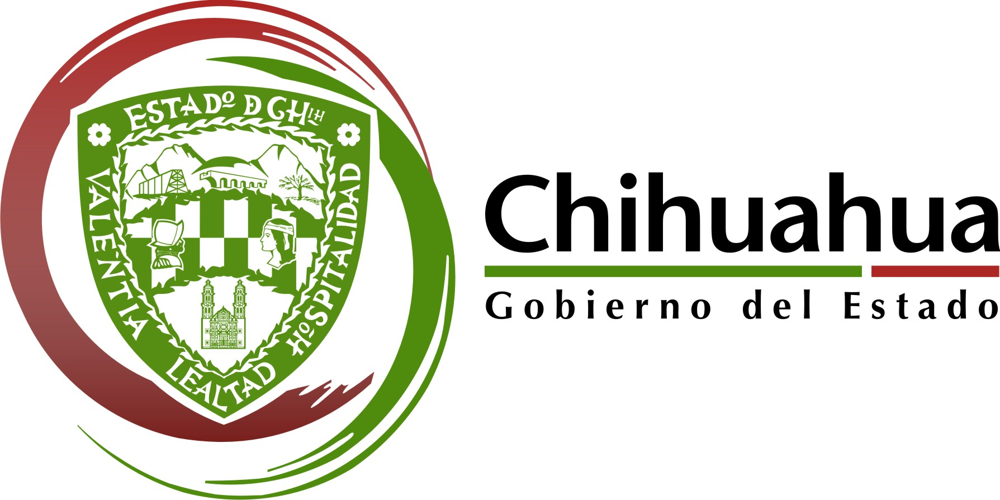 ESTADO D CHIH
VALENTIA
LEALTAD
HOSPITALIDAD
Chihuahua
Gobierno del Estado